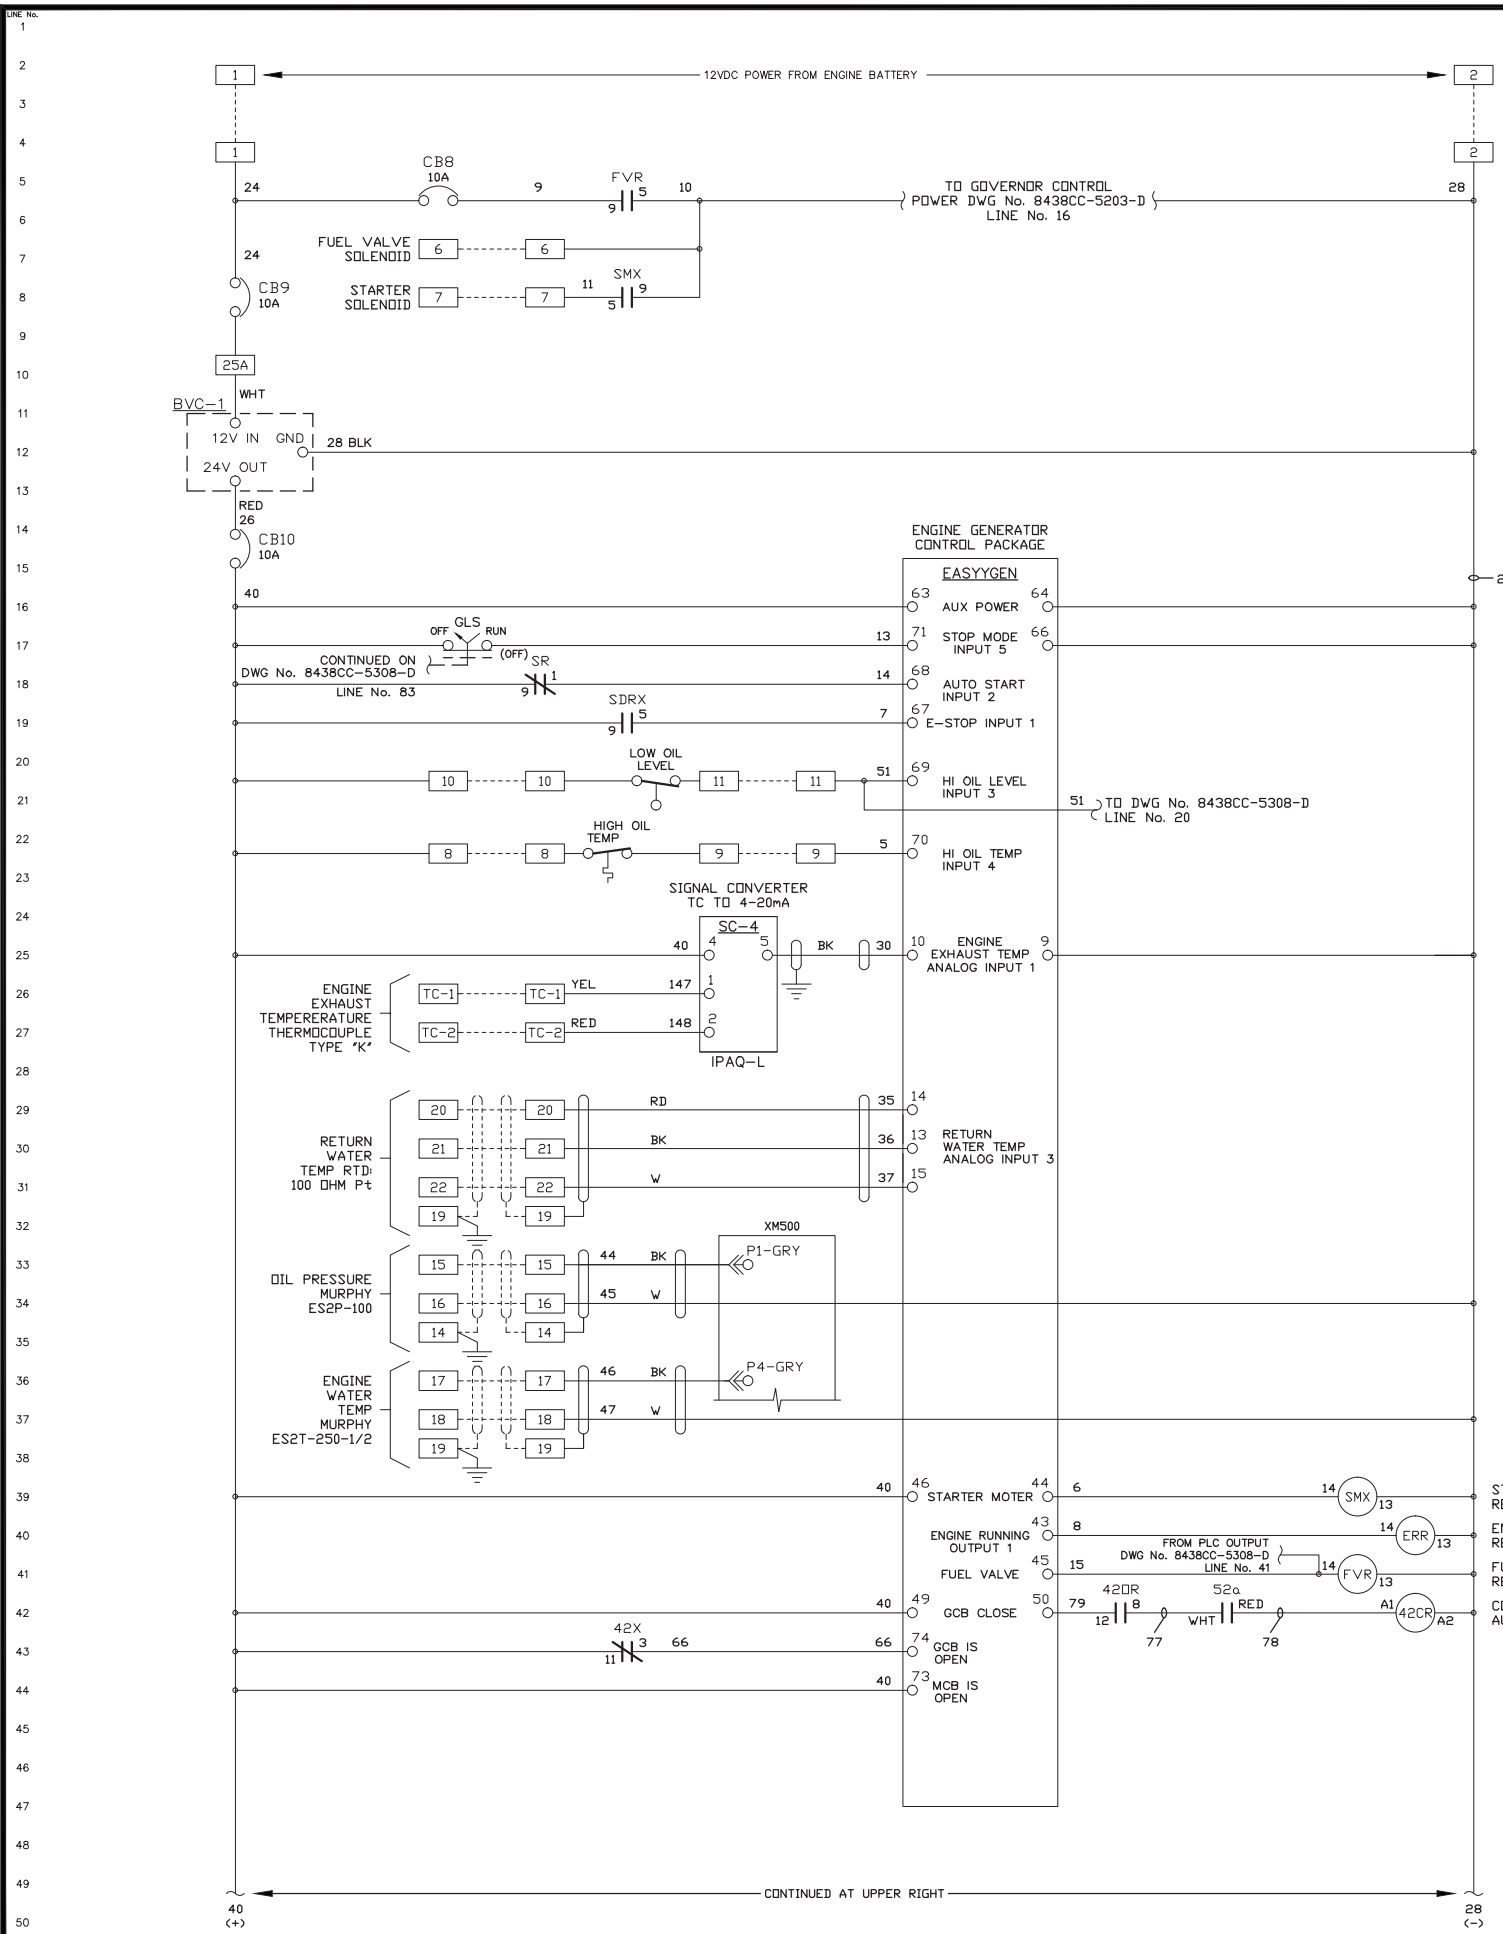 LINE No.
1
2
1
12VDC POWER FROM ENGINE BATTERY
2
3
4
1
2
CB8
10A
FVR
5
24
9
5
10
TO GOVERNOR CONTROL
POWER DWG No. 8438CC-5203-D
LINE No. 16
28
9
6
FUEL VALVE
SOLENOID
6
6
7
24
SMX
8
CB9
10A
STARTER
SOLENOID
7
7
11
9
5
9
25A
10
WHT
BVC-1
11
12V IN
GND
28 BLK
12
24V OUT
13
RED
26
14
CB10
10A
ENGINE GENERATOR
CONTROL PACKAGE
15
EASYYGEN
2
40
63
64
16
AUX POWER
GLS
OFF
RUN
(OFF)
17
13
71
STOP MODE
INPUT 5
66
CONTINUED ON
DWG No. 8438CC-5308-D
LINE No. 83
SR
1
9
18
14
68
AUTO START
INPUT 2
SDRX
5
9
19
7
67
E-STOP INPUT 1
20
LOW OIL
LEVEL
10
10
11
11
51
69
HI OIL LEVEL
INPUT 3
21
51
TO DWG No. 8438CC-5308-D
LINE No. 20
22
HIGH OIL
TEMP
8
8
9
9
5
70
HI OIL TEMP
INPUT 4
23
SIGNAL CONVERTER
TC TO 4-20mA
24
SC-4
25
40
4
5
BK
30
10
ENGINE
EXHAUST TEMP
ANALOG INPUT 1
9
26
ENGINE
EXHAUST
TEMPERERATURE
THERMOCOUPLE
TYPE "K"
TC-1
TC-1
YEL
147
1
27
TC-2
TC-2
RED
148
2
IPAQ-L
28
29
20
20
RD
35
14
30
RETURN
WATER
TEMP RTD:
100 OHM Pt
21
21
BK
36
13
RETURN
WATER TEMP
ANALOG INPUT 3
31
22
22
W
37
15
32
19
19
XM500
33
15
15
44
BK
P1-GRY
OIL PRESSURE
MURPHY
ES2P-100
34
16
16
45
W
35
14
14
36
17
17
46
BK
P4-GRY
ENGINE
WATER
TEMP
MURPHY
ES2T-250-1/2
37
18
18
47
W
38
19
19
39
40
46
STARTER MOTER
44
6
14
SMX
13
40
ENGINE RUNNING
OUTPUT 1
43
8
14
ERR
13
FROM PLC OUTPUT
DWG No. 8438CC-5308-D
LINE No. 41
41
FUEL VALVE
45
15
14
FVR
13
42
40
49
GCB CLOSE
50
79
42OR
12
8
77
52a
WHT
RED
78
A1
42CR
A2
43
42X
11
3
66
66
74
GCB IS
OPEN
44
40
73
MCB IS
OPEN
45
46
47
48
49
CONTINUED AT UPPER RIGHT
50
40
(+)
28
(-)